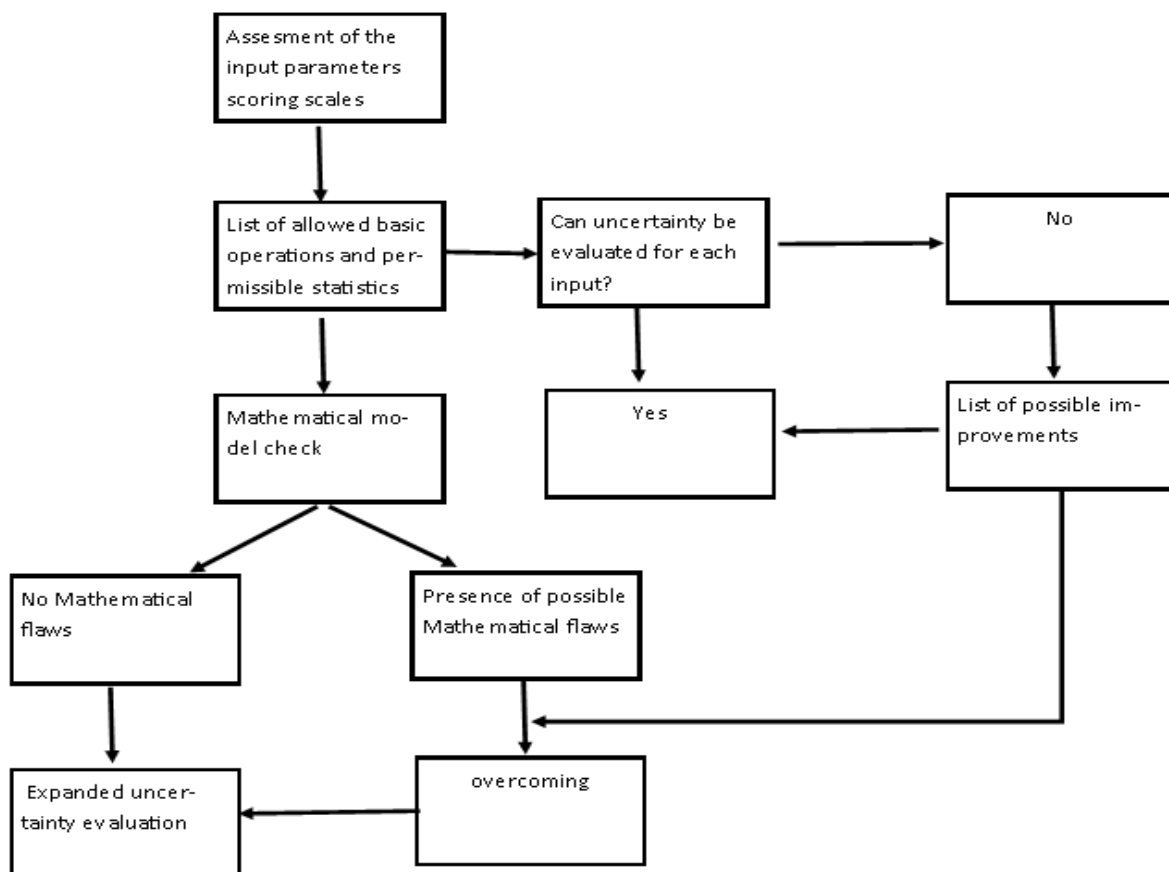 Assesment of the
input parameters
scoring scales
List of allowed basic
operations and per-
missible statistics
Can uncertainty be
evaluated for each
input?
No
Mathematical mo-
del check
Yes
List of possible im-
provements
No Mathematical
flaws
Presence of possible
Mathematical flaws
Expanded uncer-
tainty evaluation
overcoming